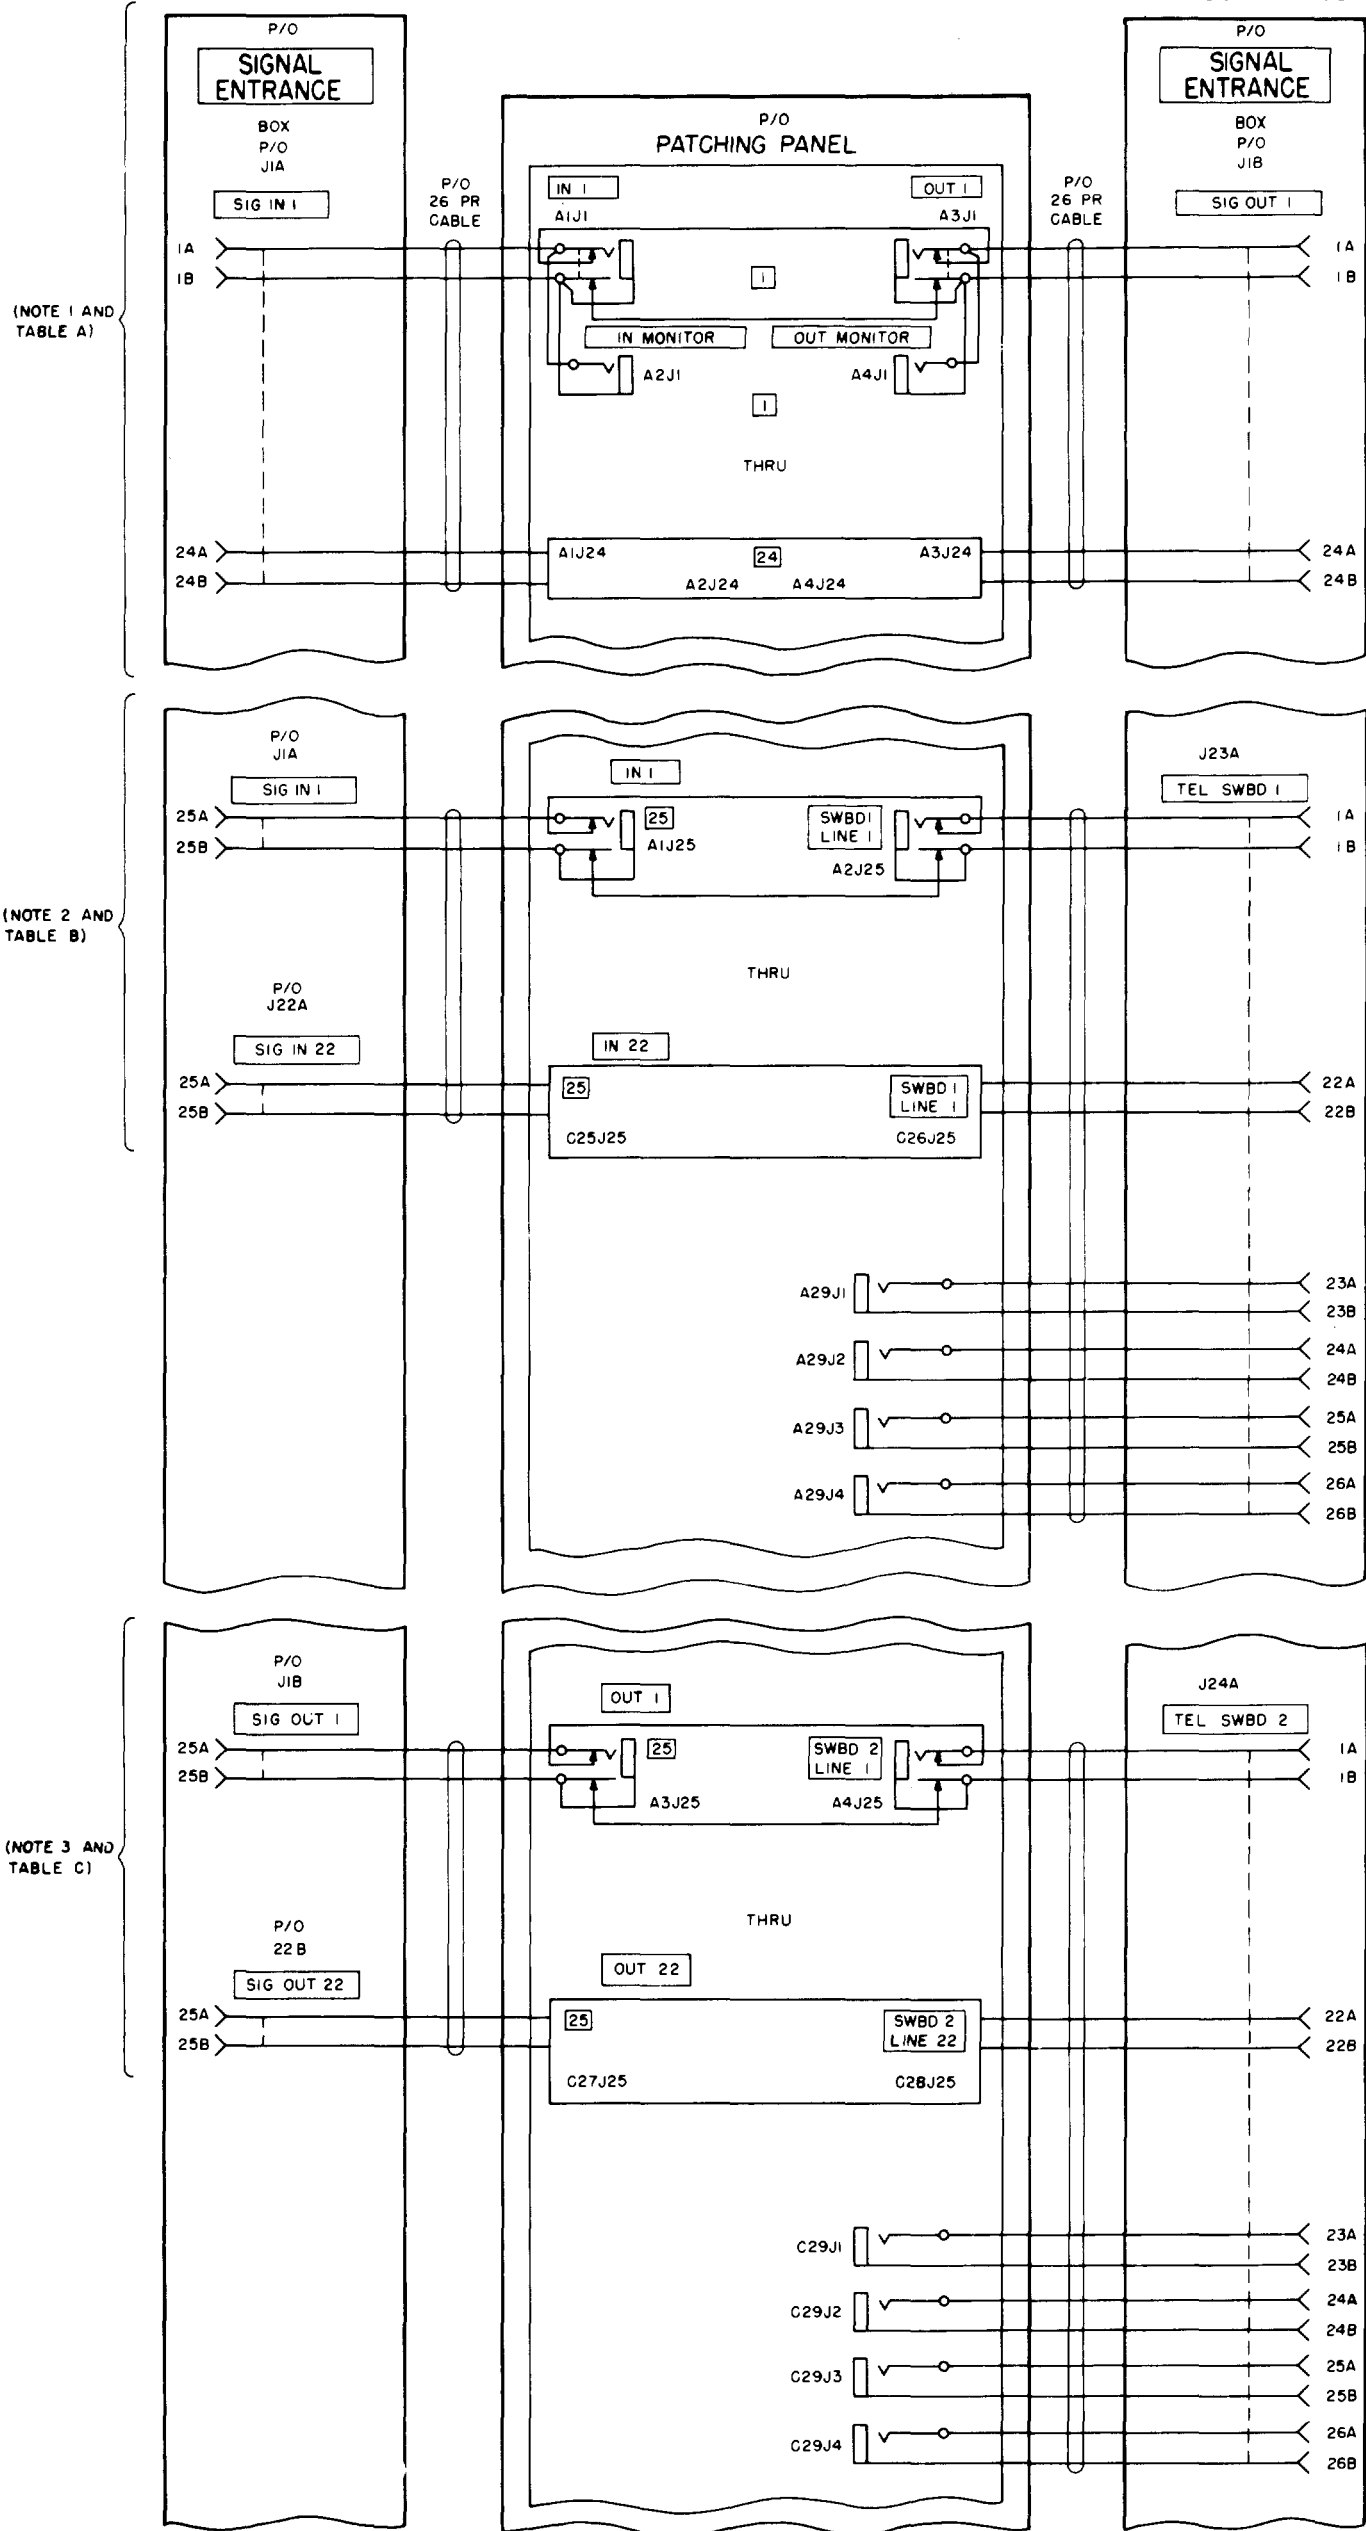 (NOTE 1 AND
TABLE A)
P/O
SIGNAL
ENTRANCE
BOX
P/O
J1A
SIG IN 1
1A
1B
24A
24B
P/O
26 PR
CABLE
P/O
PATCHING PANEL
IN 1
OUT 1
A1J1
A3J1
1
IN MONITOR
OUT MONITOR
A2J1
A4J1
1
THRU
A1J24
24
A3J24
A2J24
A4J24
P/O
26 PR
CABLE
P/O
SIGNAL
ENTRANCE
BOX
P/O
J1B
SIG OUT 1
1A
1B
24A
24B
(NOTE 2 AND
TABLE B)
P/O
J1A
SIG IN 1
25A
25B
P/O
J22A
SIG IN 22
25A
25B
IN 1
25
A1J25
SWBD1
LINE 1
A2J25
THRU
IN 22
25
SWBD 1
LINE 1
C25J25
C26J25
A29J1
A29J2
A29J3
A29J4
J23A
TEL SWBD 1
1A
1B
22A
22B
23A
23B
24A
24B
25A
25B
26A
26B
(NOTE 3 AND
TABLE C)
P/O
J1B
SIG OUT 1
25A
25B
P/O
22B
SIG OUT 22
25A
25B
OUT 1
25
A3J25
SWBD 2
LINE 1
A4J25
THRU
OUT 22
25
SWBD 2
LINE 22
C27J25
C28J25
C29J1
C29J2
C29J3
C29J4
J24A
TEL SWBD 2
1A
1B
22A
22B
23A
23B
24A
24B
25A
25B
26A
26B